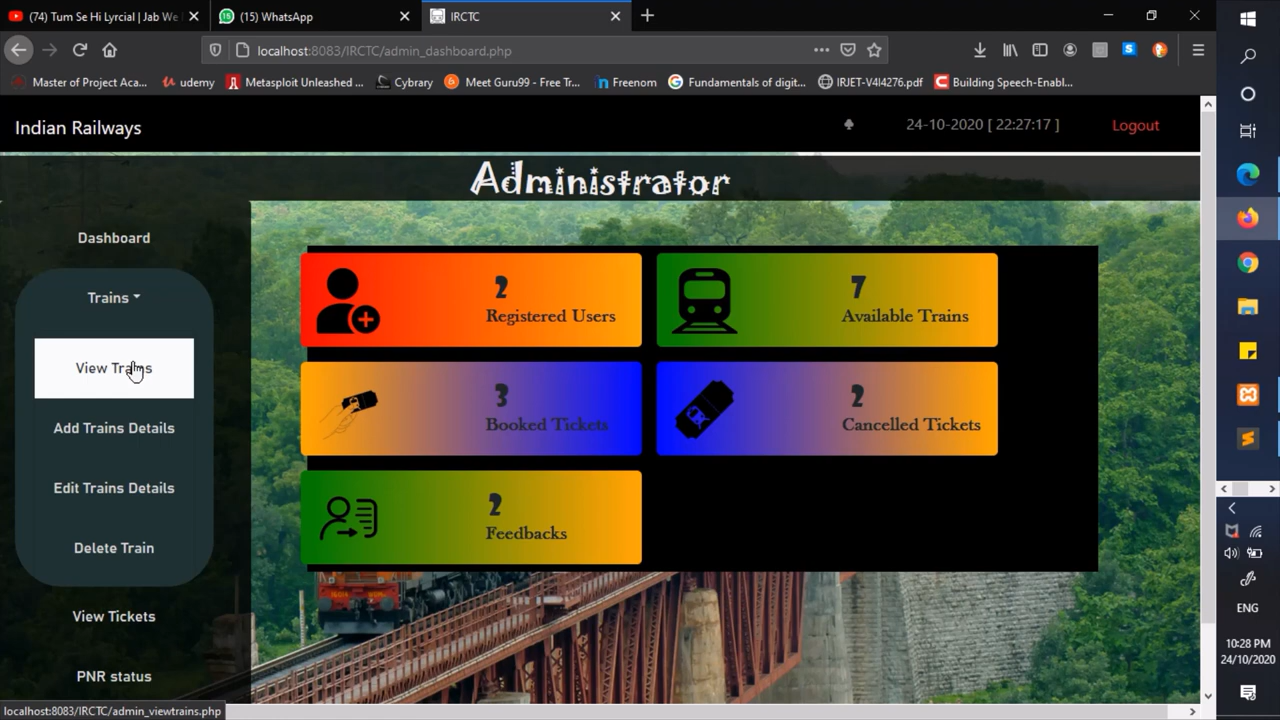 (74) Tum Se Hi Lyrcial | Jab We
(15) WhatsApp
IRCTC
localhost:8083/IRCTC/admin_dashboard.php
Master of Project Aca...
udemy
Metasploit Unleashed ...
Cybrary
Meet Guru99 - Free Tr...
Freenom
Fundamentals of digit...
IRJET-V4I4276.pdf
Building Speech-Enabl...
Indian Railways
24-10-2020 [ 22:27:17 ]
Logout
Administrator
Dashboard
Trains
View Trains
Add Trains Details
Edit Trains Details
Delete Train
View Tickets
PNR status
2
Registered Users
7
Available Trains
3
Booked Tickets
2
Cancelled Tickets
2
Feedbacks
localhost:8083/IRCTC/admin_viewtrains.php
ENG
10:28 PM
24/10/2020